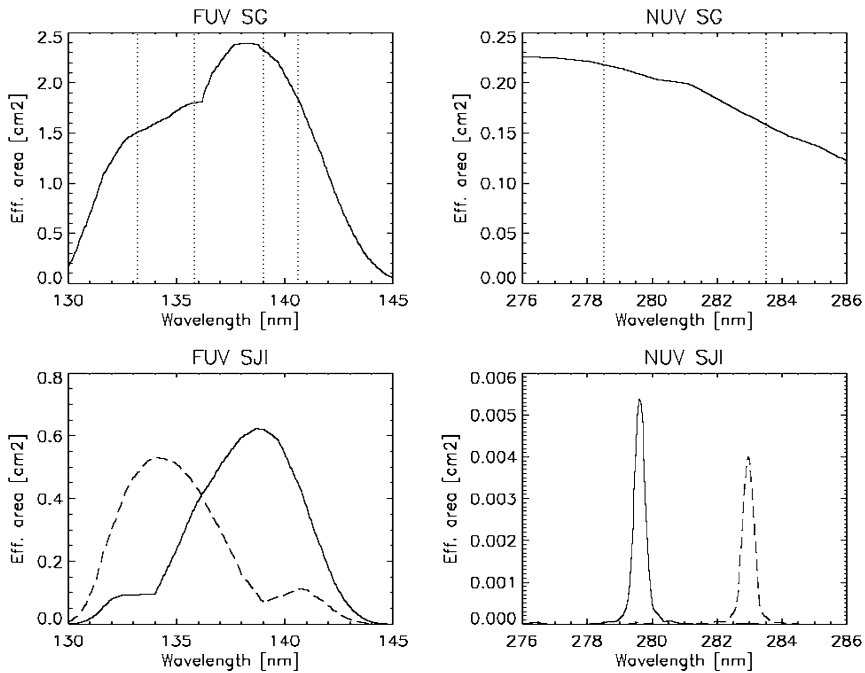 FUV SG
2.5
2.0
1.5
1.0
0.5
0.0
Eff. area [cm2]
130 135 140 145
Wavelength [nm]
NUV SG
0.25
0.20
0.15
0.10
0.05
0.00
Eff. area [cm2]
276 278 280 282 284 286
Wavelength [nm]
FUV SJI
0.8
0.6
0.4
0.2
0.0
Eff. area [cm2]
130 135 140 145
Wavelength [nm]
NUV SJI
0.006
0.005
0.004
0.003
0.002
0.001
0.000
Eff. area [cm2]
276 278 280 282 284 286
Wavelength [nm]